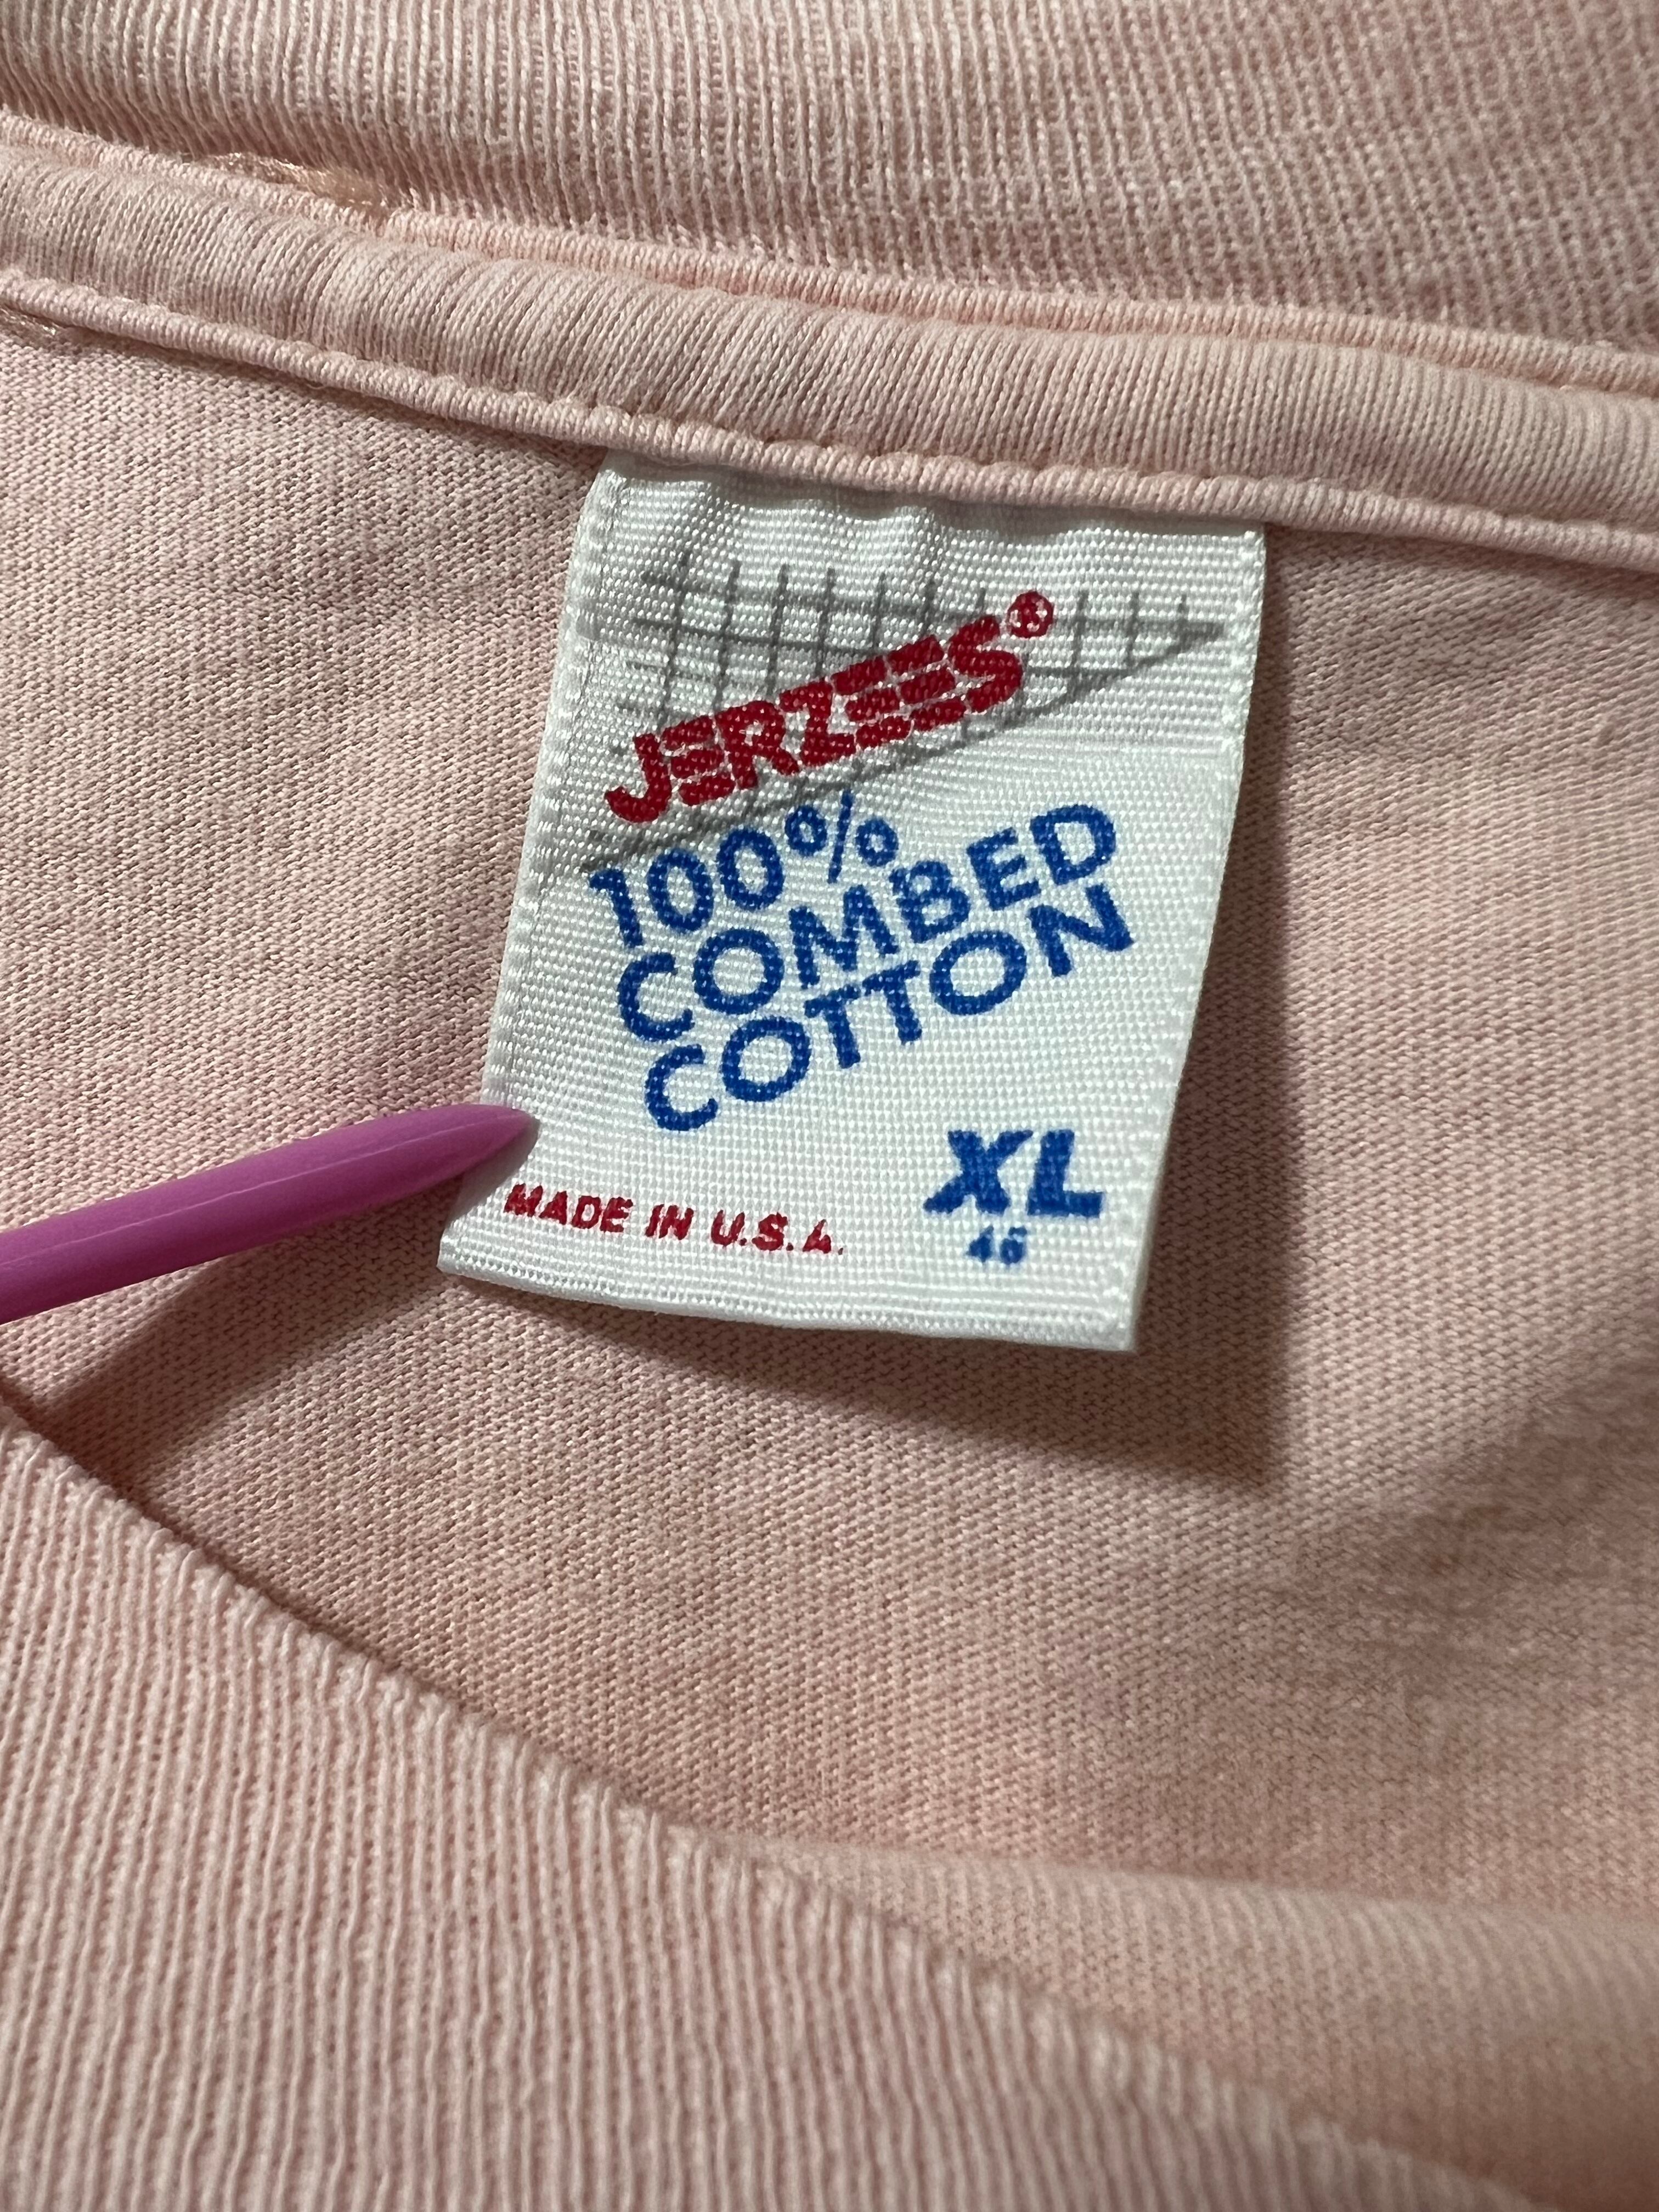 JERZEES®
100%
COMBED
COTTON
XL
46
MADE IN U.S.A.